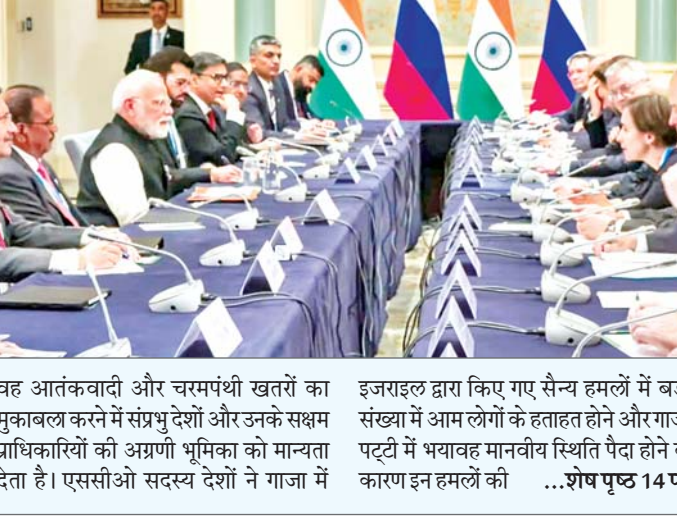 वह आतंकवादी और चरमपंथी खतरों का
मुकाबला करने में संप्रभु देशों और उनके सक्षम
प्राधिकारियों की अग्रणी भूमिका को मान्यता
देता है। एससीओ सदस्य देशों ने गाजा में
इजराइल द्वारा किए गए सैन्य हमलों में
संख्या में आम लोगों के हताहत होने और
पट्टी में भयावह मानवीय स्थिति पैदा होने
कारण इन हमलों की ...शेष पृष्ठ 14